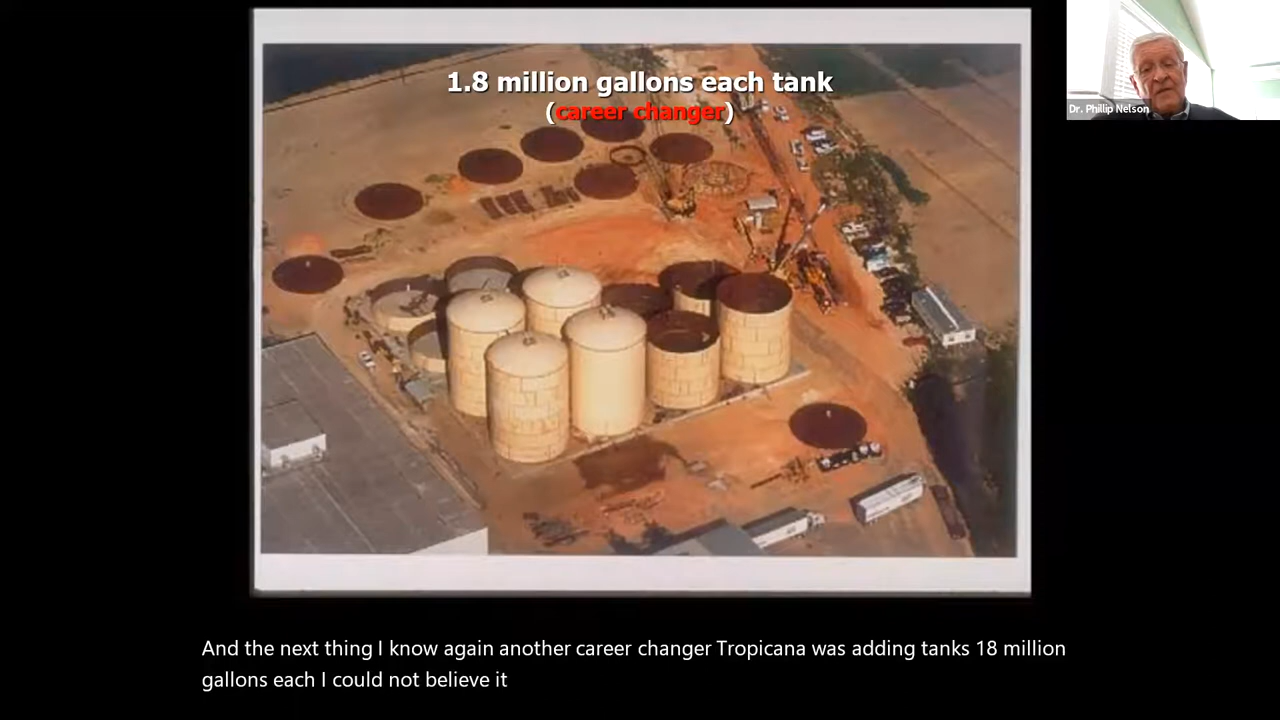 1.8 million gallons each tank
(career changer)
Dr. Phillip Nelson
And the next thing I know again another career changer Tropicana was adding tanks 18 million
gallons each I could not believe it